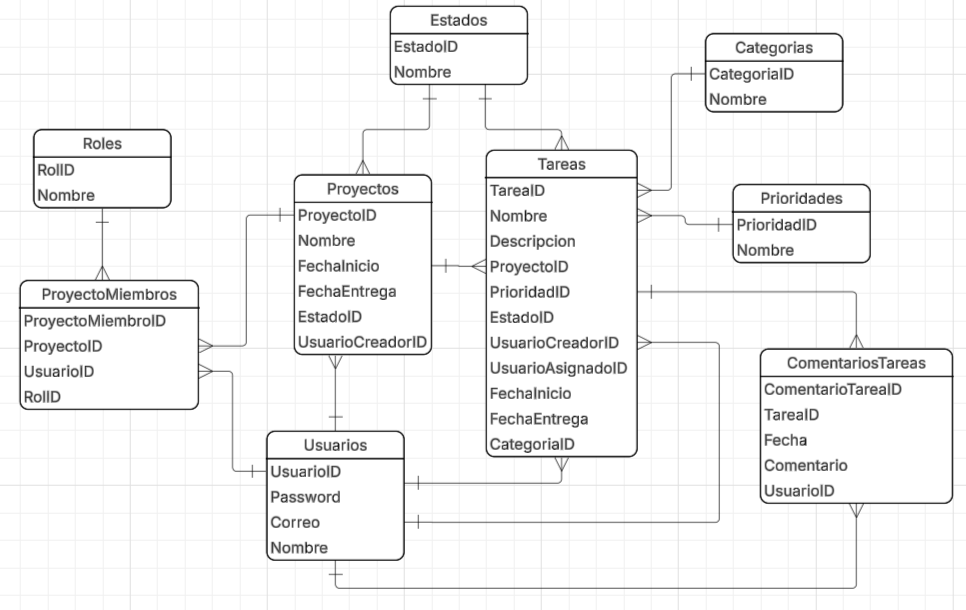 Estados
EstadoID
Nombre
Categorias
CategoriaID
Nombre
Roles
RolID
Nombre
Proyectos
ProyectoID
Nombre
FechaInicio
FechaEntrega
EstadoID
UsuarioCreadorID
Tareas
TareaID
Nombre
Descripcion
ProyectoID
PrioridadID
EstadoID
UsuarioCreadorID
UsuarioAsignadoID
FechaInicio
FechaEntrega
CategoriaID
Prioridades
PrioridadID
Nombre
ProyectoMiembros
ProyectoMiembroID
ProyectoID
UsuarioID
RolID
Usuarios
UsuarioID
Password
Correo
Nombre
ComentariosTareas
ComentarioTareaID
TareaID
Fecha
Comentario
UsuarioID